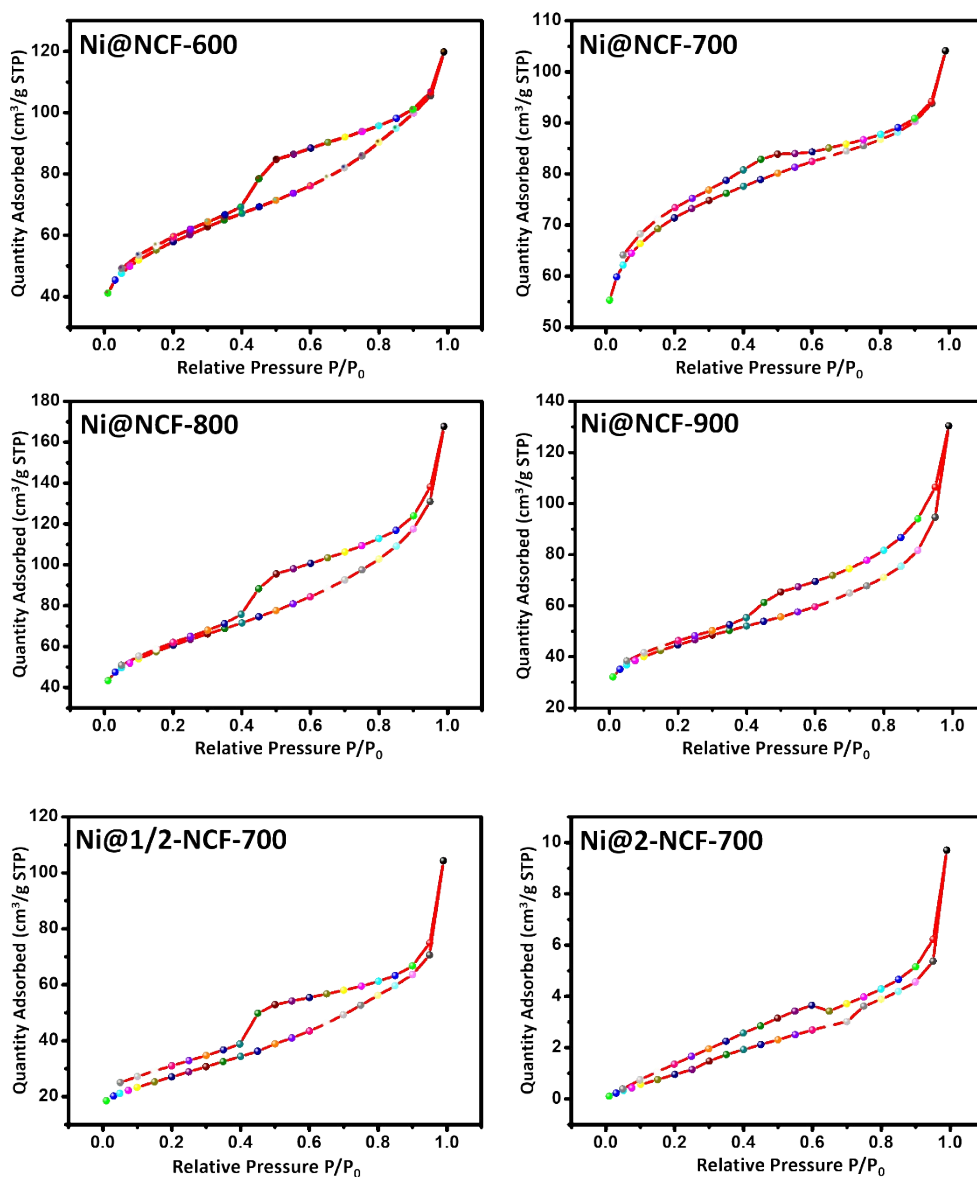 Ni@NCF-600
Quantity Adsorbed (cm³/g STP)
120
100
80
60
40
0.0 0.2 0.4 0.6 0.8 1.0
Relative Pressure P/P₀
Ni@NCF-700
Quantity Adsorbed (cm³/g STP)
110
100
90
80
70
60
50
0.0 0.2 0.4 0.6 0.8 1.0
Relative Pressure P/P₀
Ni@NCF-800
Quantity Adsorbed (cm³/g STP)
180
160
140
120
100
80
60
40
0.0 0.2 0.4 0.6 0.8 1.0
Relative Pressure P/P₀
Ni@NCF-900
Quantity Adsorbed (cm³/g STP)
140
120
100
80
60
40
20
0.0 0.2 0.4 0.6 0.8 1.0
Relative Pressure P/P₀
Ni@1/2-NCF-700
Quantity Adsorbed (cm³/g STP)
120
100
80
60
40
20
0.0 0.2 0.4 0.6 0.8 1.0
Relative Pressure P/P₀
Ni@2-NCF-700
Quantity Adsorbed (cm³/g STP)
10
8
6
4
2
0
0.0 0.2 0.4 0.6 0.8 1.0
Relative Pressure P/P₀